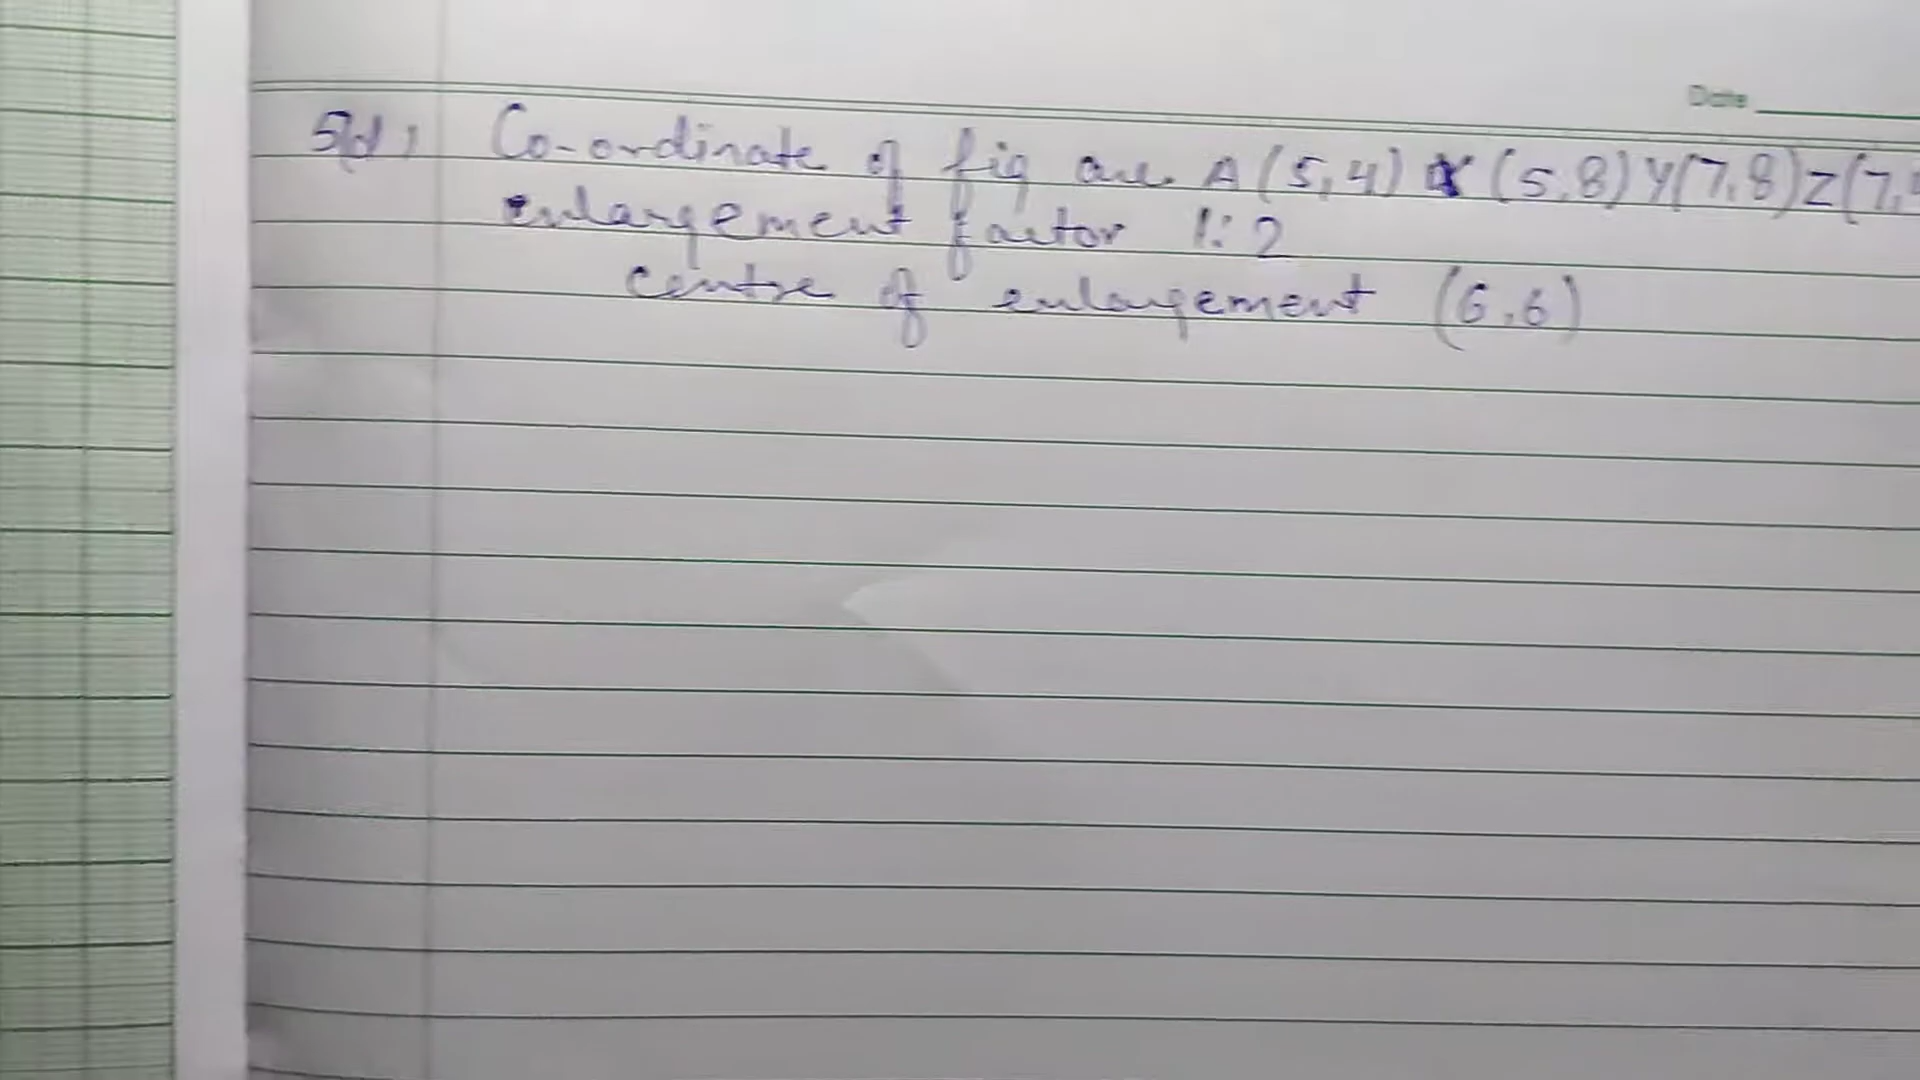 Date
5/d, Co-ordinate of fig are A(5,4) X(5,8)Y(7,8)Z(7,
enlargement factor 1:2
centre of enlargement (6,6)